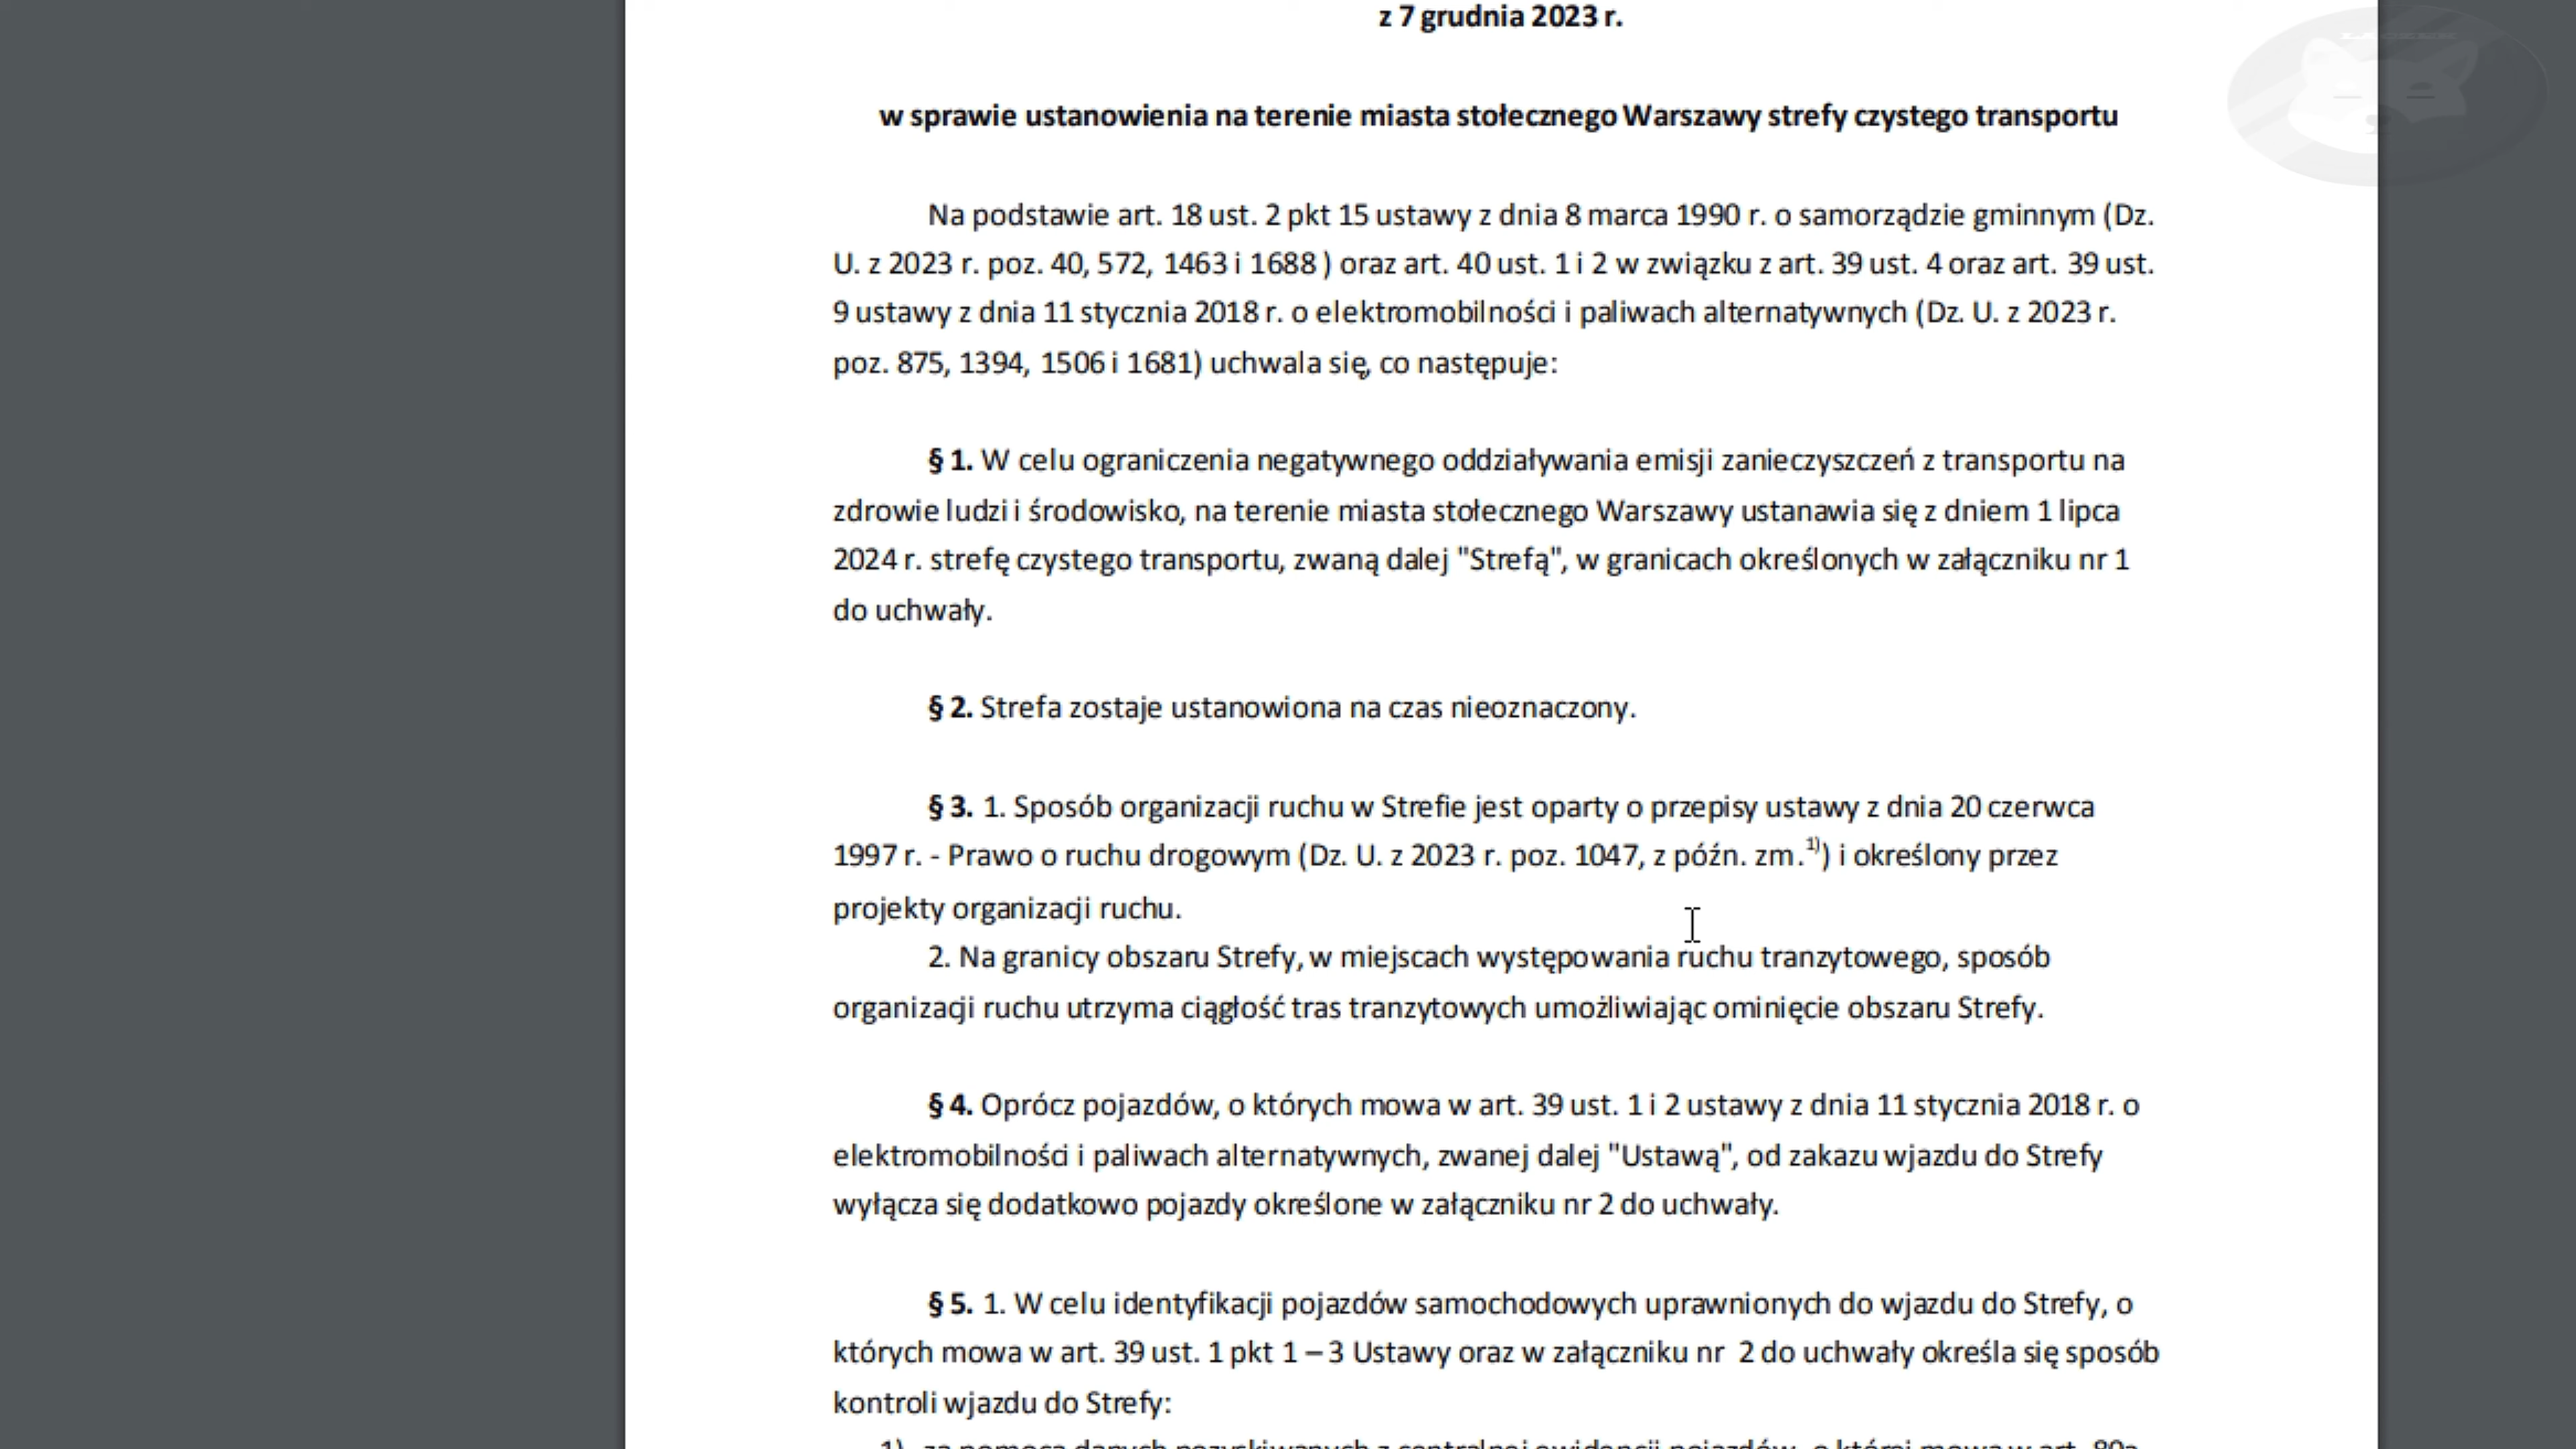 z 7 grudnia 2023 r.
w sprawie ustanowienia na terenie miasta stołecznego Warszawy strefy czystego transportu
Na podstawie art. 18 ust. 2 pkt 15 ustawy z dnia 8 marca 1990 r. o samorządzie gminnym (Dz.
U. z 2023 r. poz. 40, 572, 1463 i 1688 ) oraz art. 40 ust. 1 i 2 w związku z art. 39 ust. 4 oraz art. 39 ust.
9 ustawy z dnia 11 stycznia 2018 r. o elektromobilności i paliwach alternatywnych (Dz. U. z 2023 r.
poz. 875, 1394, 1506 i 1681) uchwala się, co następuje:
§ 1. W celu ograniczenia negatywnego oddziaływania emisji zanieczyszczeń z transportu na
zdrowie ludzi i środowisko, na terenie miasta stołecznego Warszawy ustanawia się z dniem 1 lipca
2024 r. strefę czystego transportu, zwaną dalej "Strefą", w granicach określonych w załączniku nr 1
do uchwały.
§ 2. Strefa zostaje ustanowiona na czas nieoznaczony.
§ 3. 1. Sposób organizacji ruchu w Strefie jest oparty o przepisy ustawy z dnia 20 czerwca
1997 r. - Prawo o ruchu drogowym (Dz. U. z 2023 r. poz. 1047, z późn. zm.¹⁾) i określony przez
projekty organizacji ruchu.
2. Na granicy obszaru Strefy, w miejscach występowania ruchu tranzytowego, sposób
organizacji ruchu utrzyma ciągłość tras tranzytowych umożliwiając ominięcie obszaru Strefy.
§ 4. Oprócz pojazdów, o których mowa w art. 39 ust. 1 i 2 ustawy z dnia 11 stycznia 2018 r. o
elektromobilności i paliwach alternatywnych, zwanej dalej "Ustawą", od zakazu wjazdu do Strefy
wyłącza się dodatkowo pojazdy określone w załączniku nr 2 do uchwały.
§ 5. 1. W celu identyfikacji pojazdów samochodowych uprawnionych do wjazdu do Strefy, o
których mowa w art. 39 ust. 1 pkt 1 – 3 Ustawy oraz w załączniku nr 2 do uchwały określa się sposób
kontroli wjazdu do Strefy:
1) za pomocą danych pozyskiwanych z centralnej ewidencji pojazdów, o której mowa w art. 80a